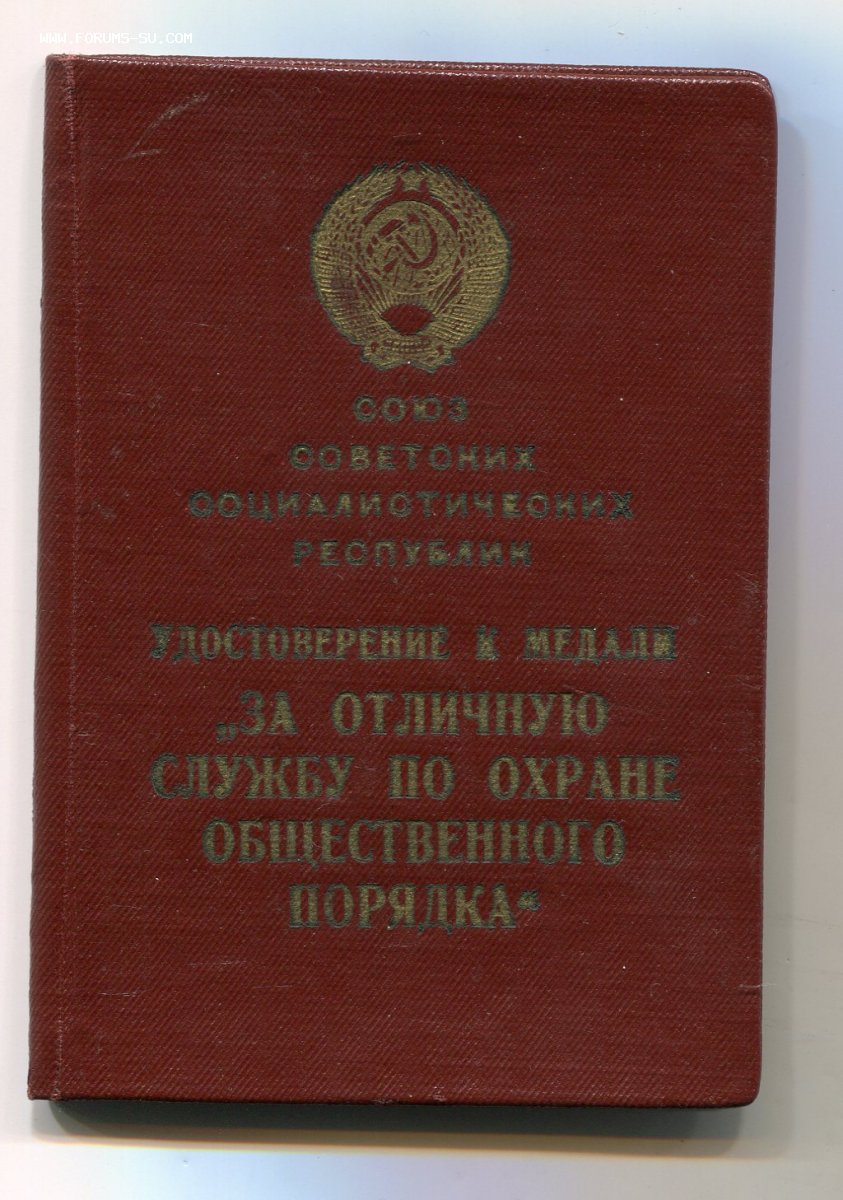 WWW.FORUMS-SU.COM
СОЮЗ
СОВЕТСКИХ
СОЦИАЛИСТИЧЕСКИХ
РЕСПУБЛИК
УДОСТОВЕРЕНИЕ К МЕДАЛИ
„ЗА ОТЛИЧНУЮ
СЛУЖБУ ПО ОХРАНЕ
ОБЩЕСТВЕННОГО
ПОРЯДКА“